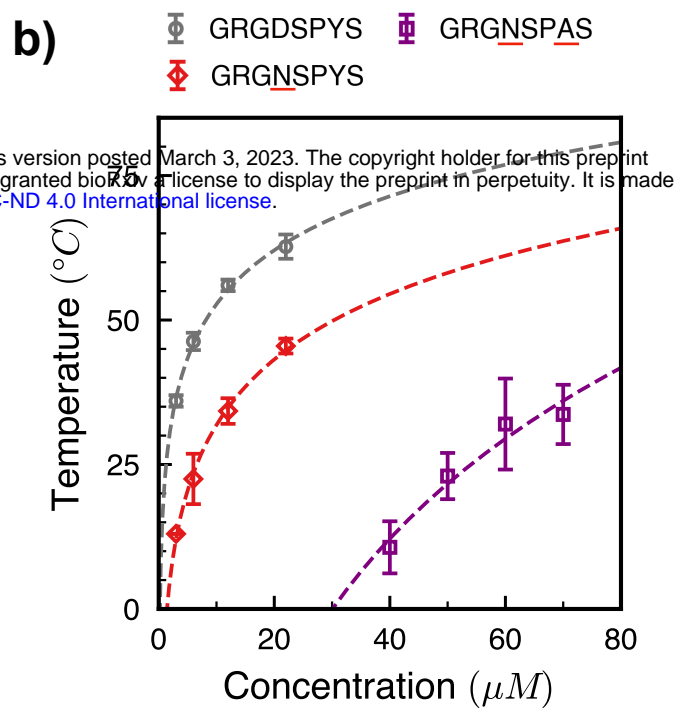 b)
GRGDSPYS
GRGNSPAS
GRGNSPYS
s version posted March 3, 2023. The copyright holder for this preprint
granted bioRxiv a license to display the preprint in perpetuity. It is made
C-ND 4.0 International license.
75
50
25
0
Temperature (°C)
0 20 40 60 80
Concentration (μM)